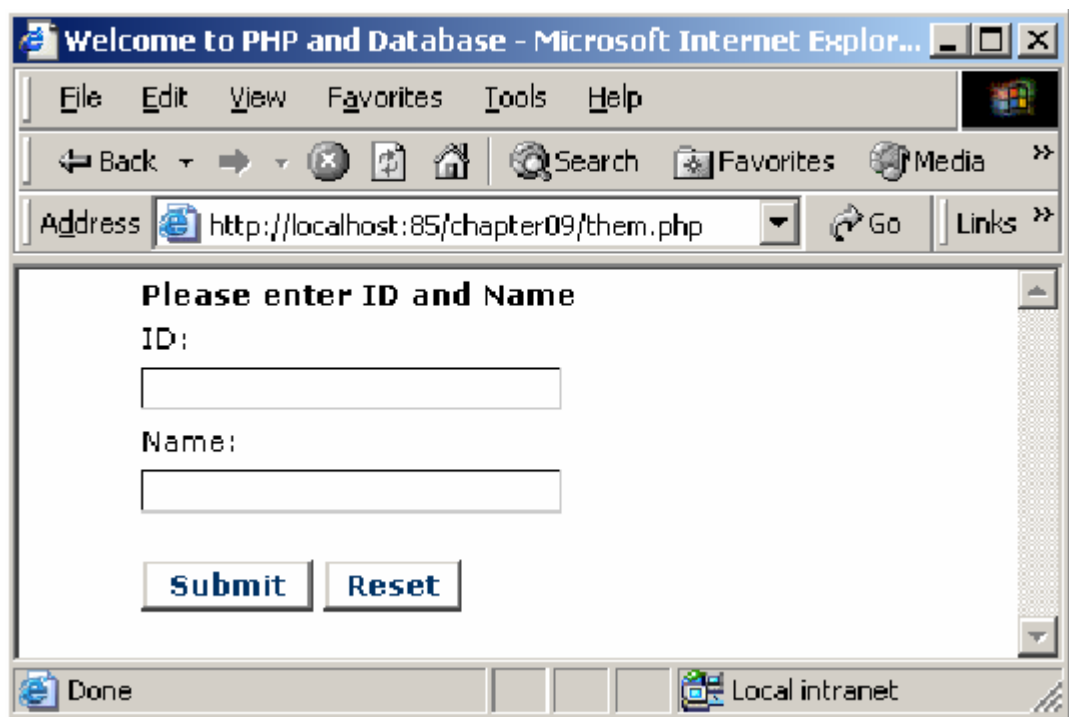 Welcome to PHP and Database - Microsoft Internet Explor...
File Edit View Favorites Tools Help
Back Search Favorites Media »
Address http://localhost:85/chapter09/them.php Go Links »
Please enter ID and Name
ID:
Name:
Submit Reset
Done Local intranet